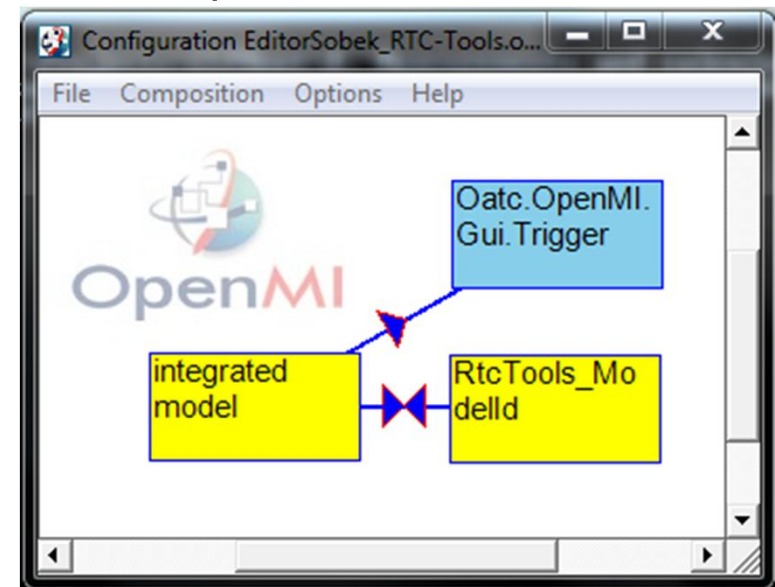 Configuration EditorSobek_RTC-Tools.o...
File Composition Options Help
OpenMI
Oatc.OpenMI.
Gui.Trigger
integrated
model
RtcTools_Mo
delId